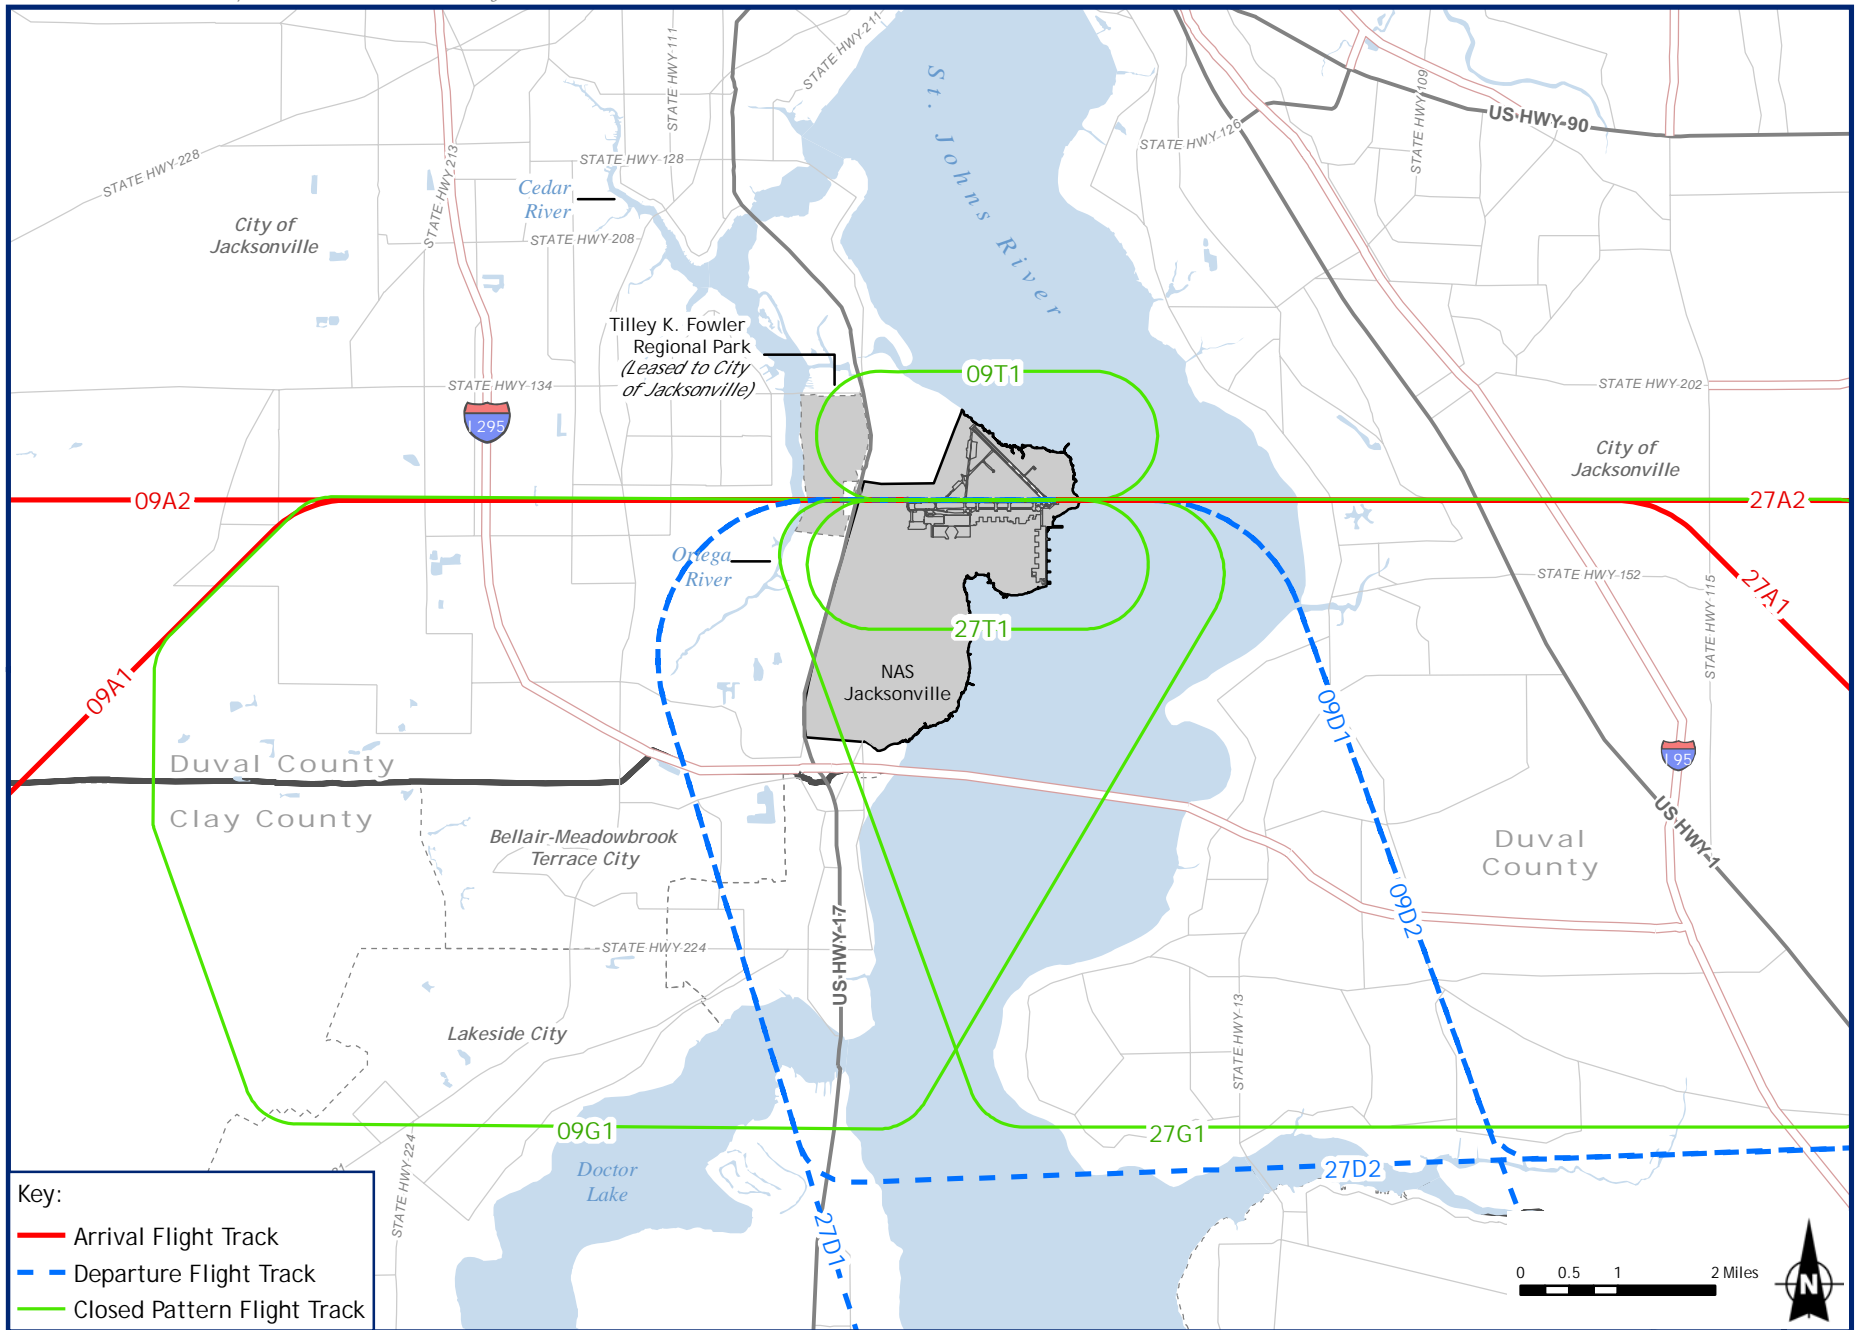 STATE HWY-211
STATE HWY-111
US HWY-90
STATE HWY-109
STATE HWY-126
STATE HWY-228
STATE HWY-213
STATE HWY-128
St. Johns River
Cedar
River
City of
Jacksonville
STATE HWY-208
Tilley K. Fowler
Regional Park
(Leased to City
of Jacksonville)
09T1
STATE HWY-134
STATE HWY-202
I 295
City of
Jacksonville
09A2
27A2
Ortega
River
STATE HWY-152
27A1
STATE HWY-115
27T1
NAS
Jacksonville
09A1
09D1
Duval County
I 95
Clay County
US HWY-1
Bellair-Meadowbrook
Terrace City
Duval
County
09D2
US HWY-17
STATE HWY-224
Lakeside City
STATE HWY-13
09G1
27G1
Doctor
Lake
27D2
STATE HWY-224
27D1
Key:
Arrival Flight Track
Departure Flight Track
Closed Pattern Flight Track
0 0.5 1 2 Miles
N